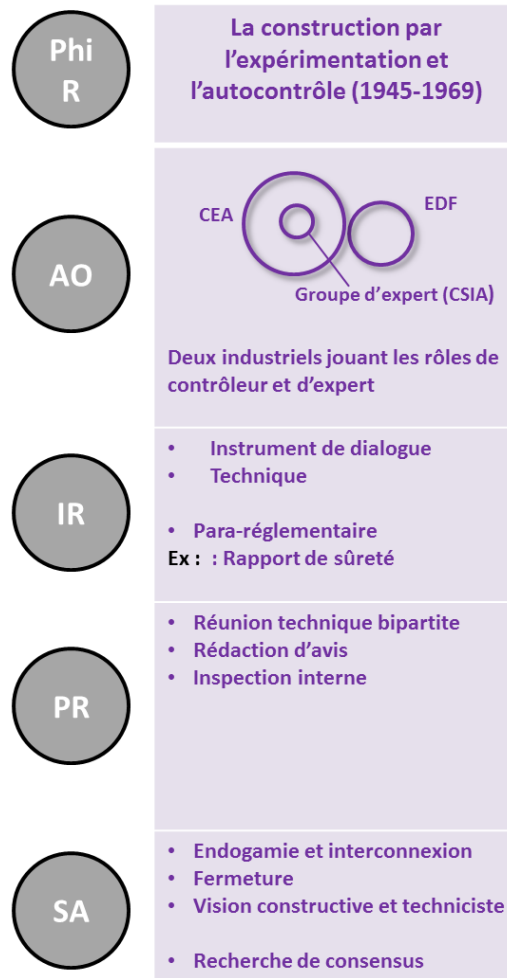 Phi
R
La construction par
l'expérimentation et
l'autocontrôle (1945-1969)
AO
CEA
EDF
Groupe d'expert (CSIA)
Deux industriels jouant les rôles de
contrôleur et d'expert
IR
• Instrument de dialogue
• Technique
• Para-réglementaire
Ex : : Rapport de sûreté
PR
• Réunion technique bipartite
• Rédaction d'avis
• Inspection interne
SA
• Endogamie et interconnexion
• Fermeture
• Vision constructive et techniciste
• Recherche de consensus